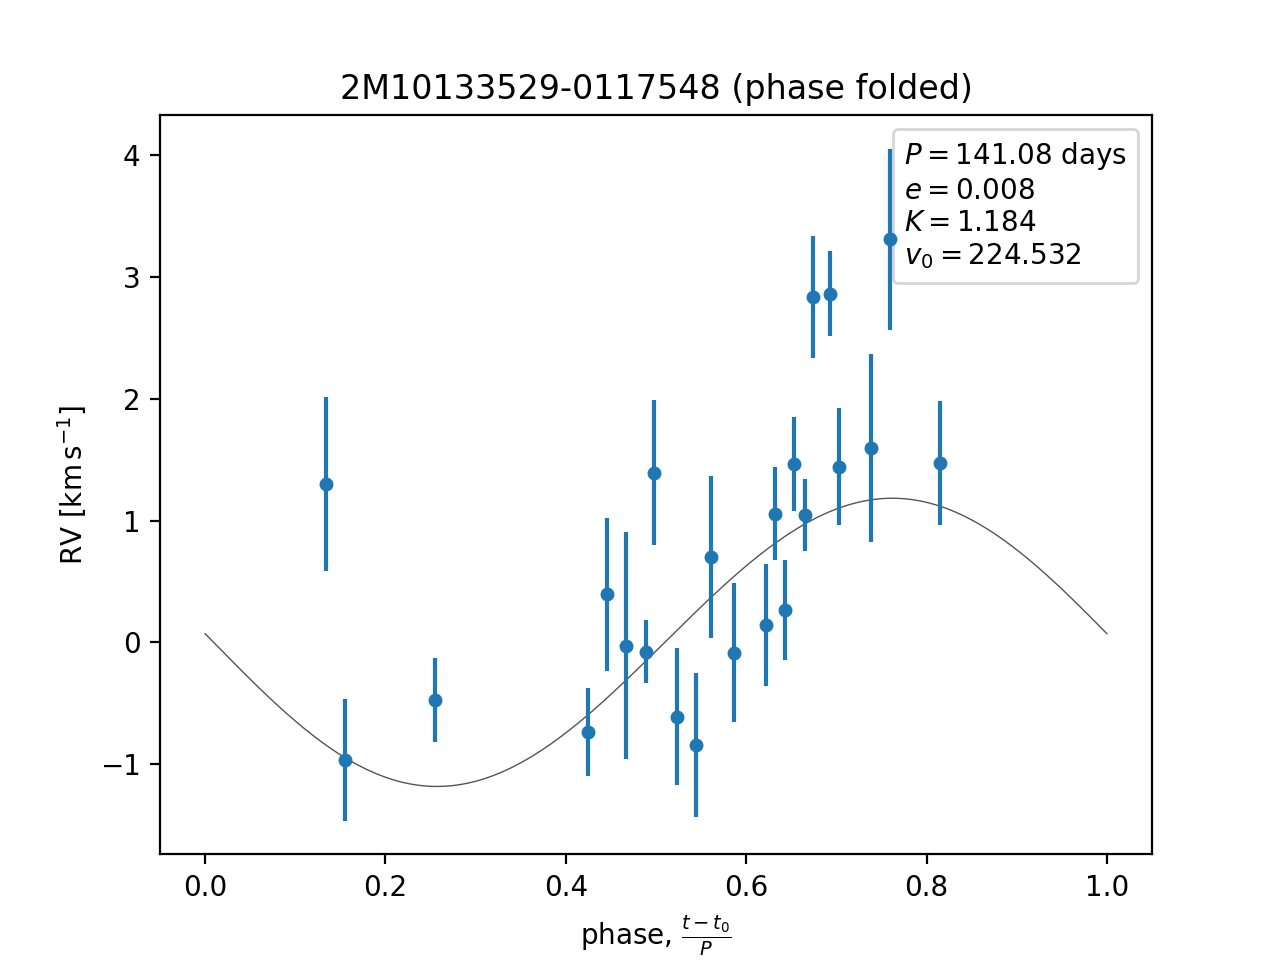 2M10133529-0117548 (phase folded)
P = 141.08 days
e = 0.008
K = 1.184
v₀ = 224.532
4
3
2
1
0
−1
RV [km s⁻¹]
0.0 0.2 0.4 0.6 0.8 1.0
phase, (t − t₀)/P